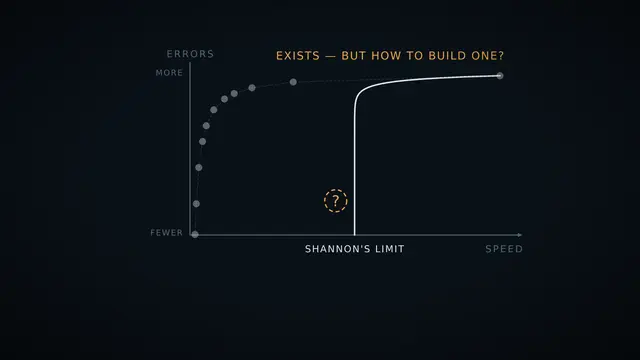 ERRORS
EXISTS — BUT HOW TO BUILD ONE?
MORE
?
FEWER
SHANNON'S LIMIT
SPEED